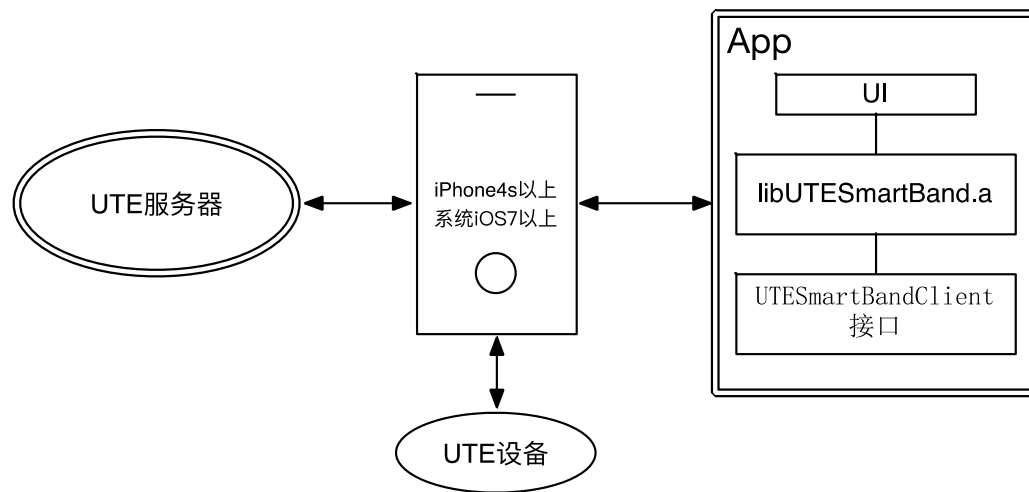 App
UI
UTE服务器
iPhone4s以上
系统iOS7以上
libUTESmartBand.a
UTESmartBandClient
接口
UTE设备